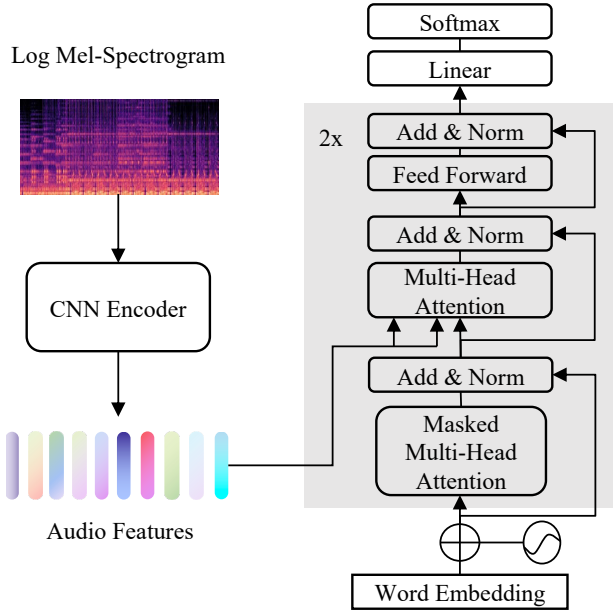 Log Mel-Spectrogram
CNN Encoder
Audio Features
Softmax
Linear
2x
Add & Norm
Feed Forward
Add & Norm
Multi-Head
Attention
Add & Norm
Masked
Multi-Head
Attention
Word Embedding